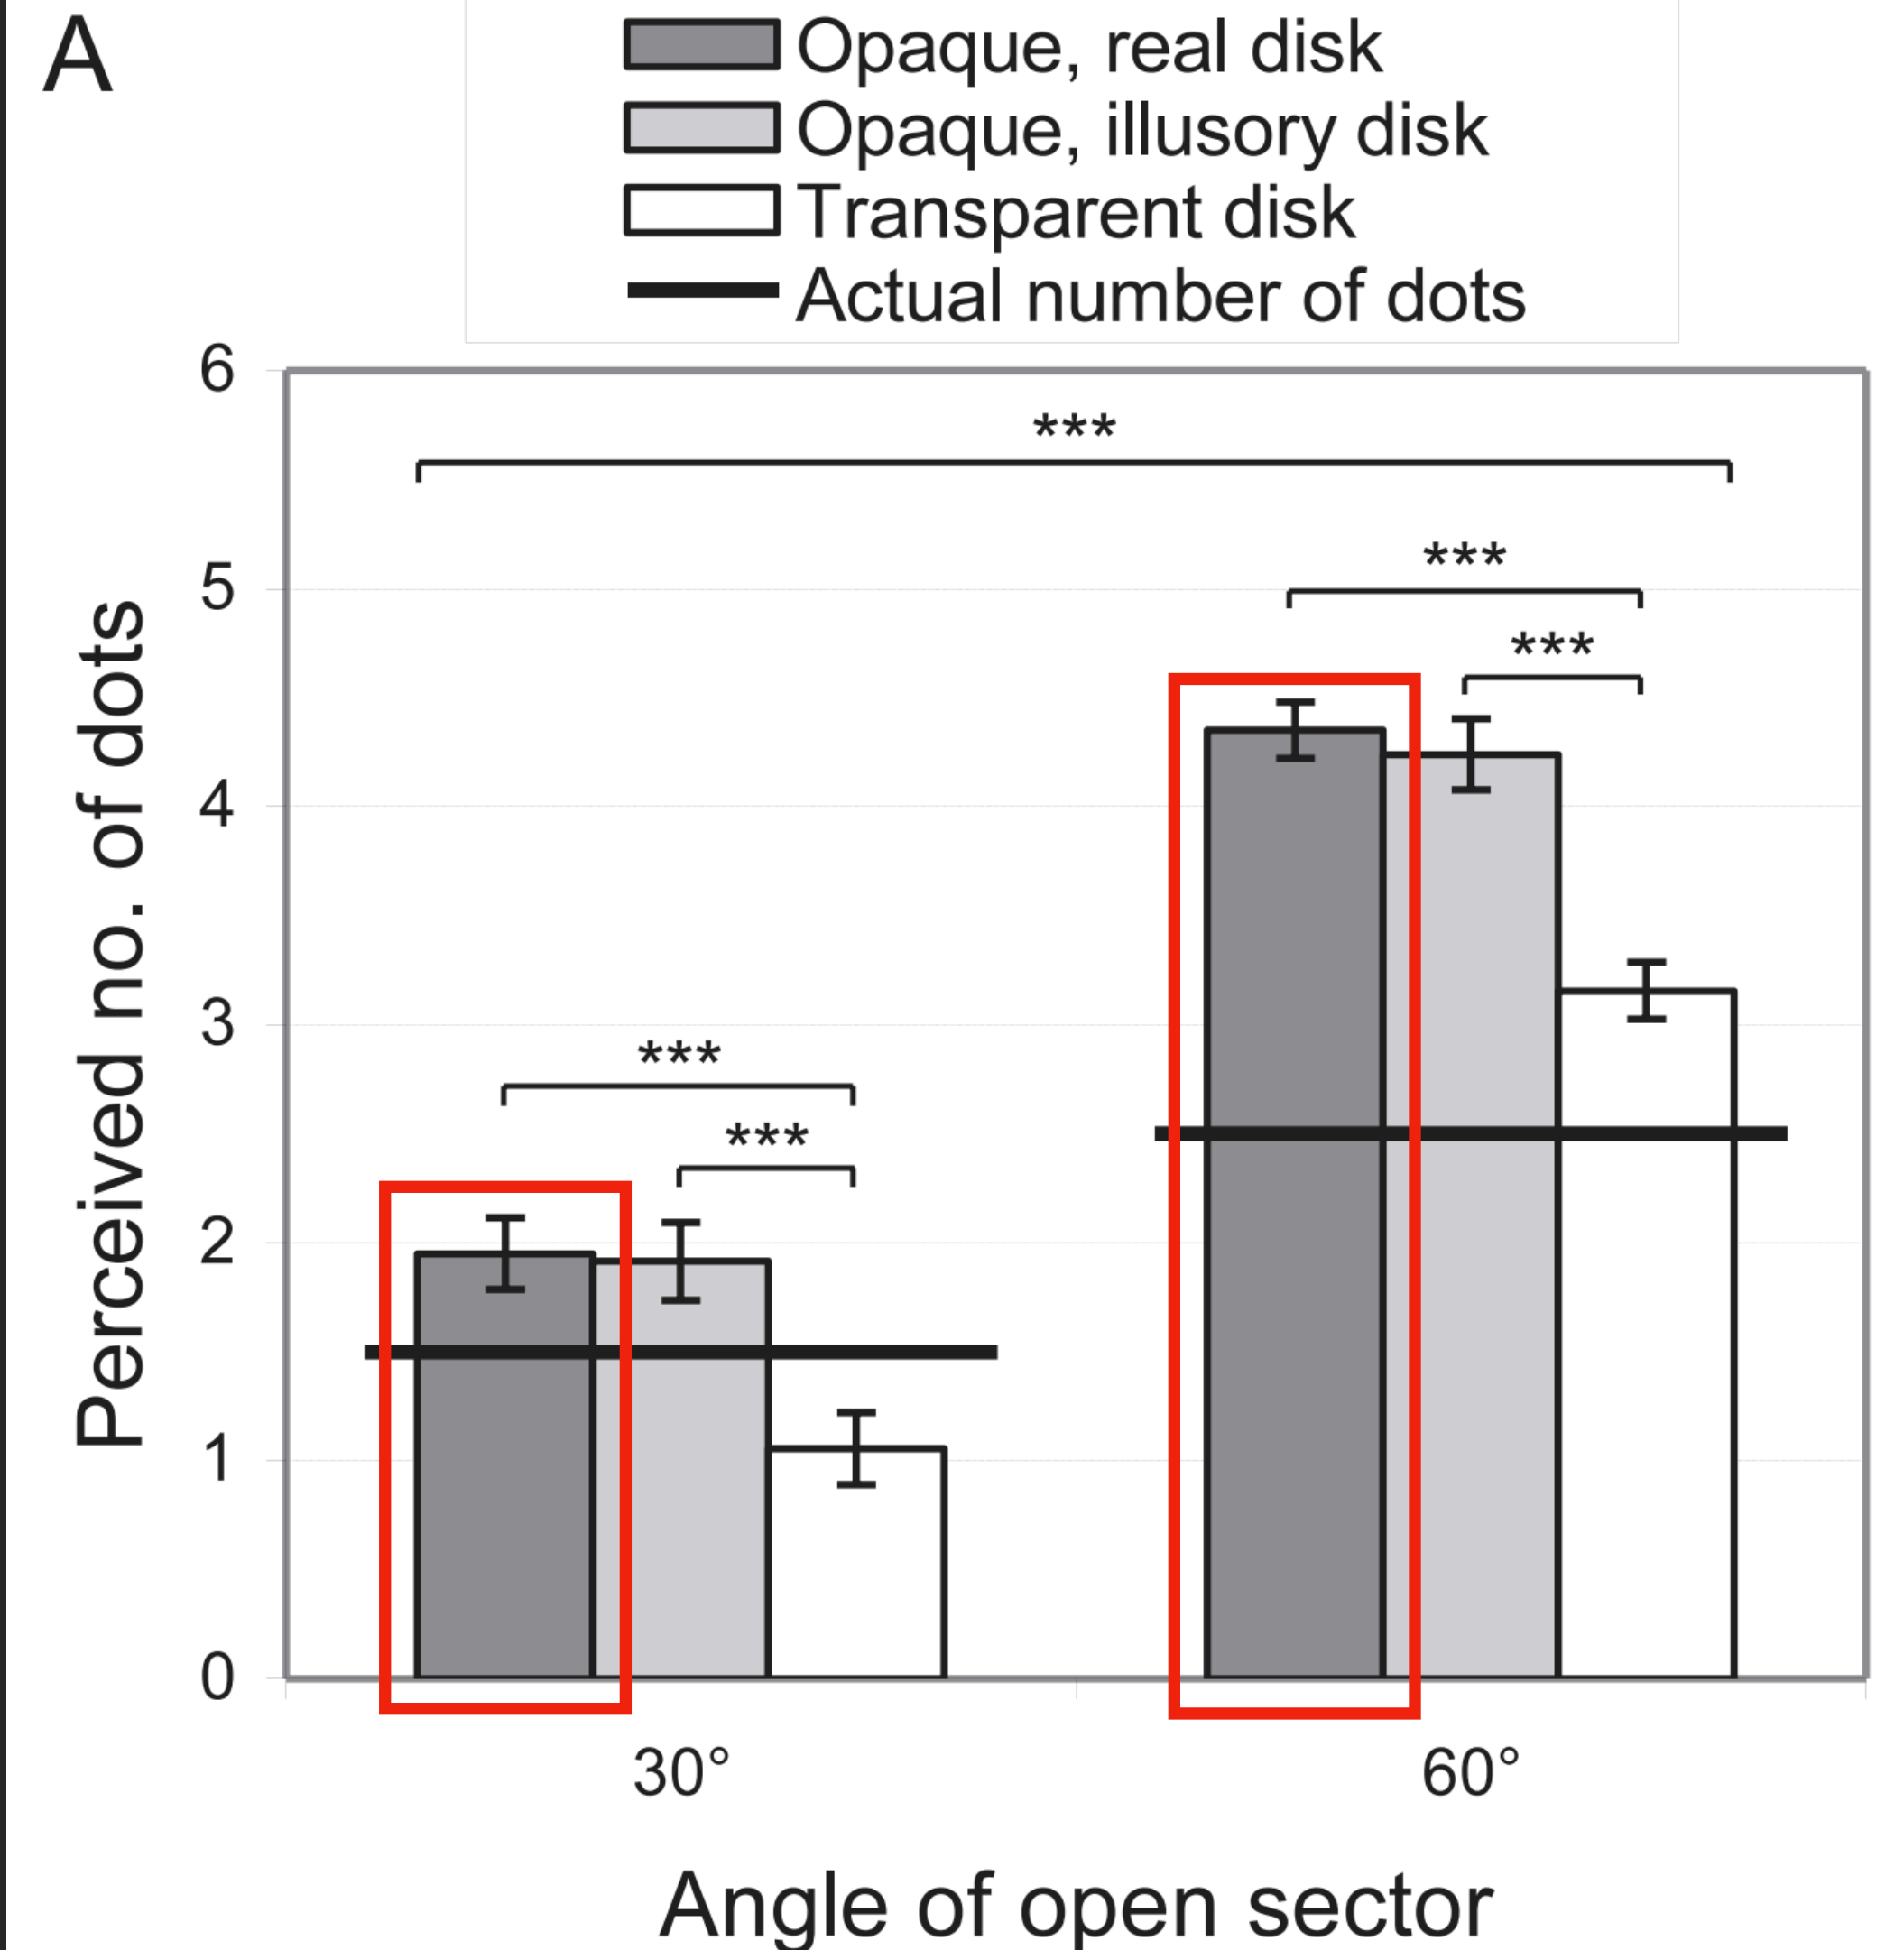 A
Opaque, real disk
Opaque, illusory disk
Transparent disk
Actual number of dots
Perceived no. of dots
6
5
4
3
2
1
0
***
***
***
***
***
30°
60°
Angle of open sector